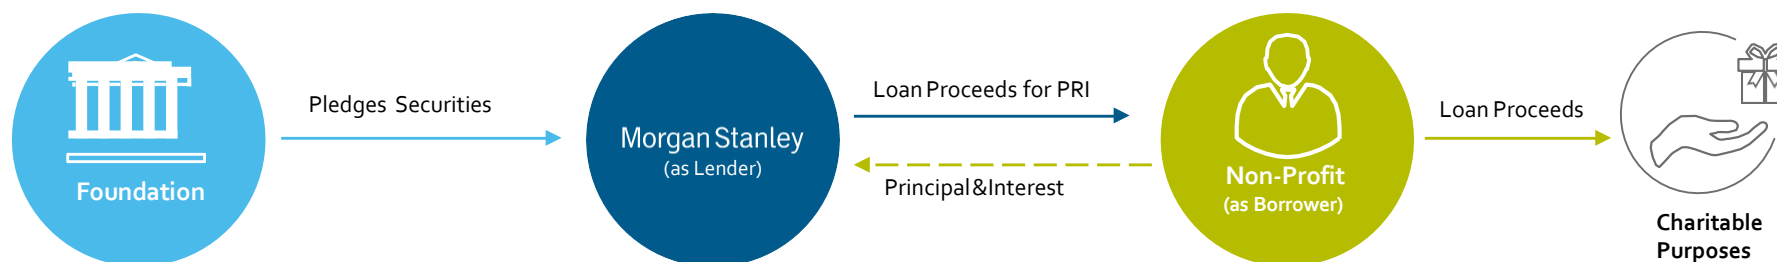 Foundation
Pledges Securities
Morgan Stanley
(as Lender)
Loan Proceeds for PRI
Principal&Interest
Non-Profit
(as Borrower)
Loan Proceeds
Charitable
Purposes